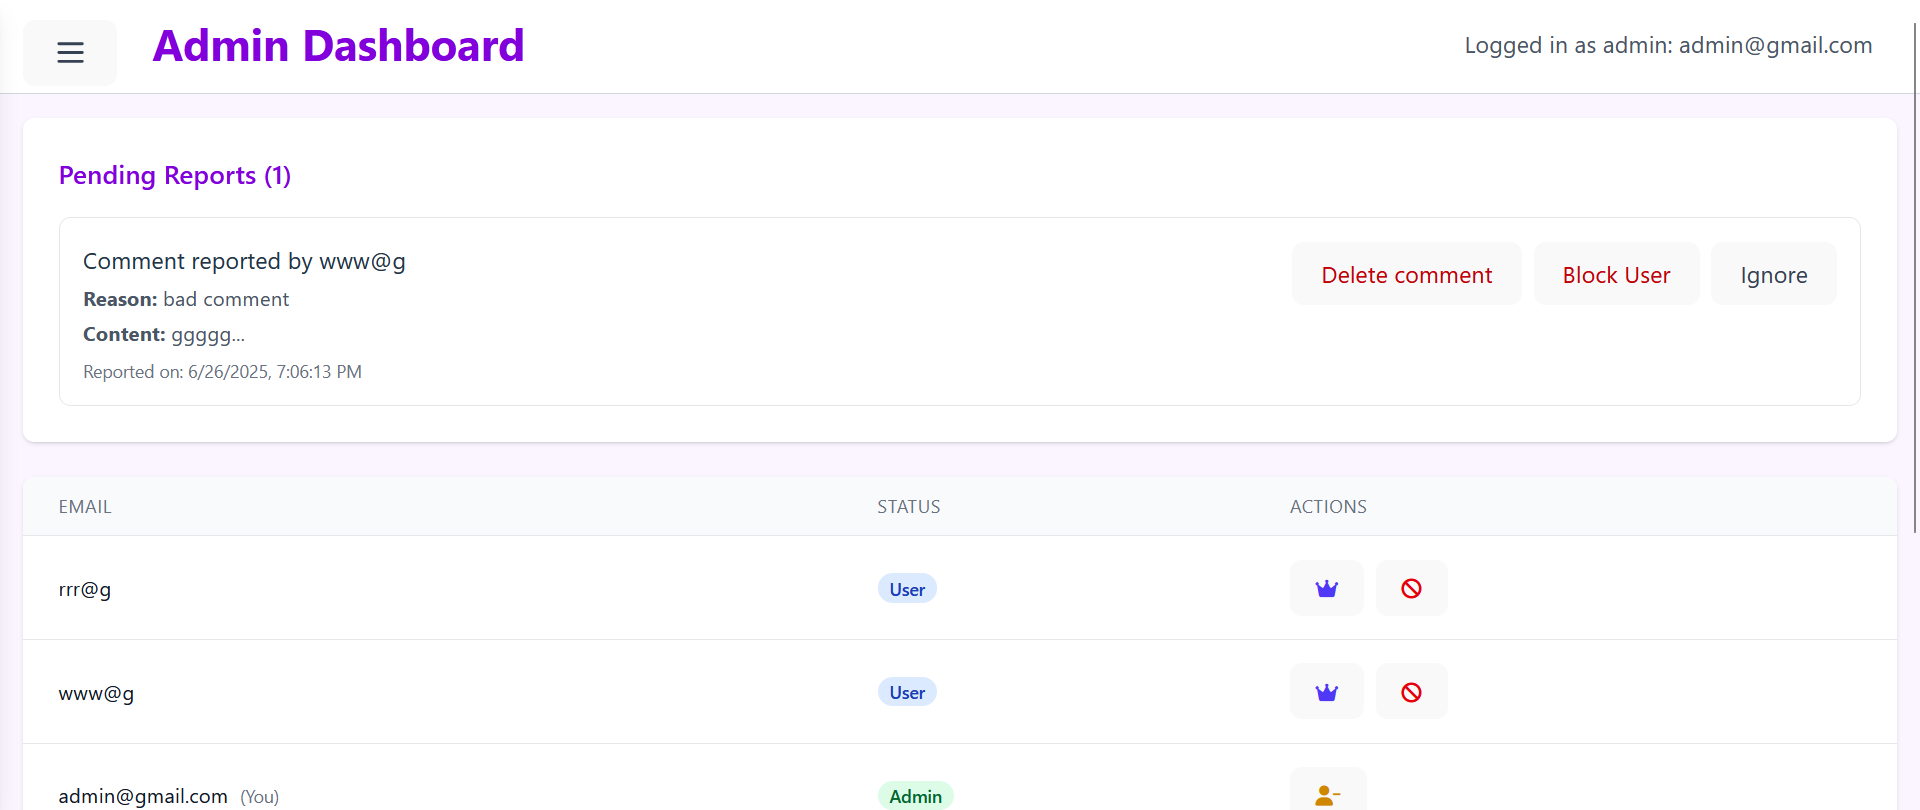 Admin Dashboard
Logged in as admin: admin@gmail.com
Pending Reports (1)
Comment reported by www@g
Delete comment
Block User
Ignore
Reason: bad comment
Content: ggggg...
Reported on: 6/26/2025, 7:06:13 PM
EMAIL STATUS ACTIONS
rrr@g User
www@g User
admin@gmail.com (You) Admin